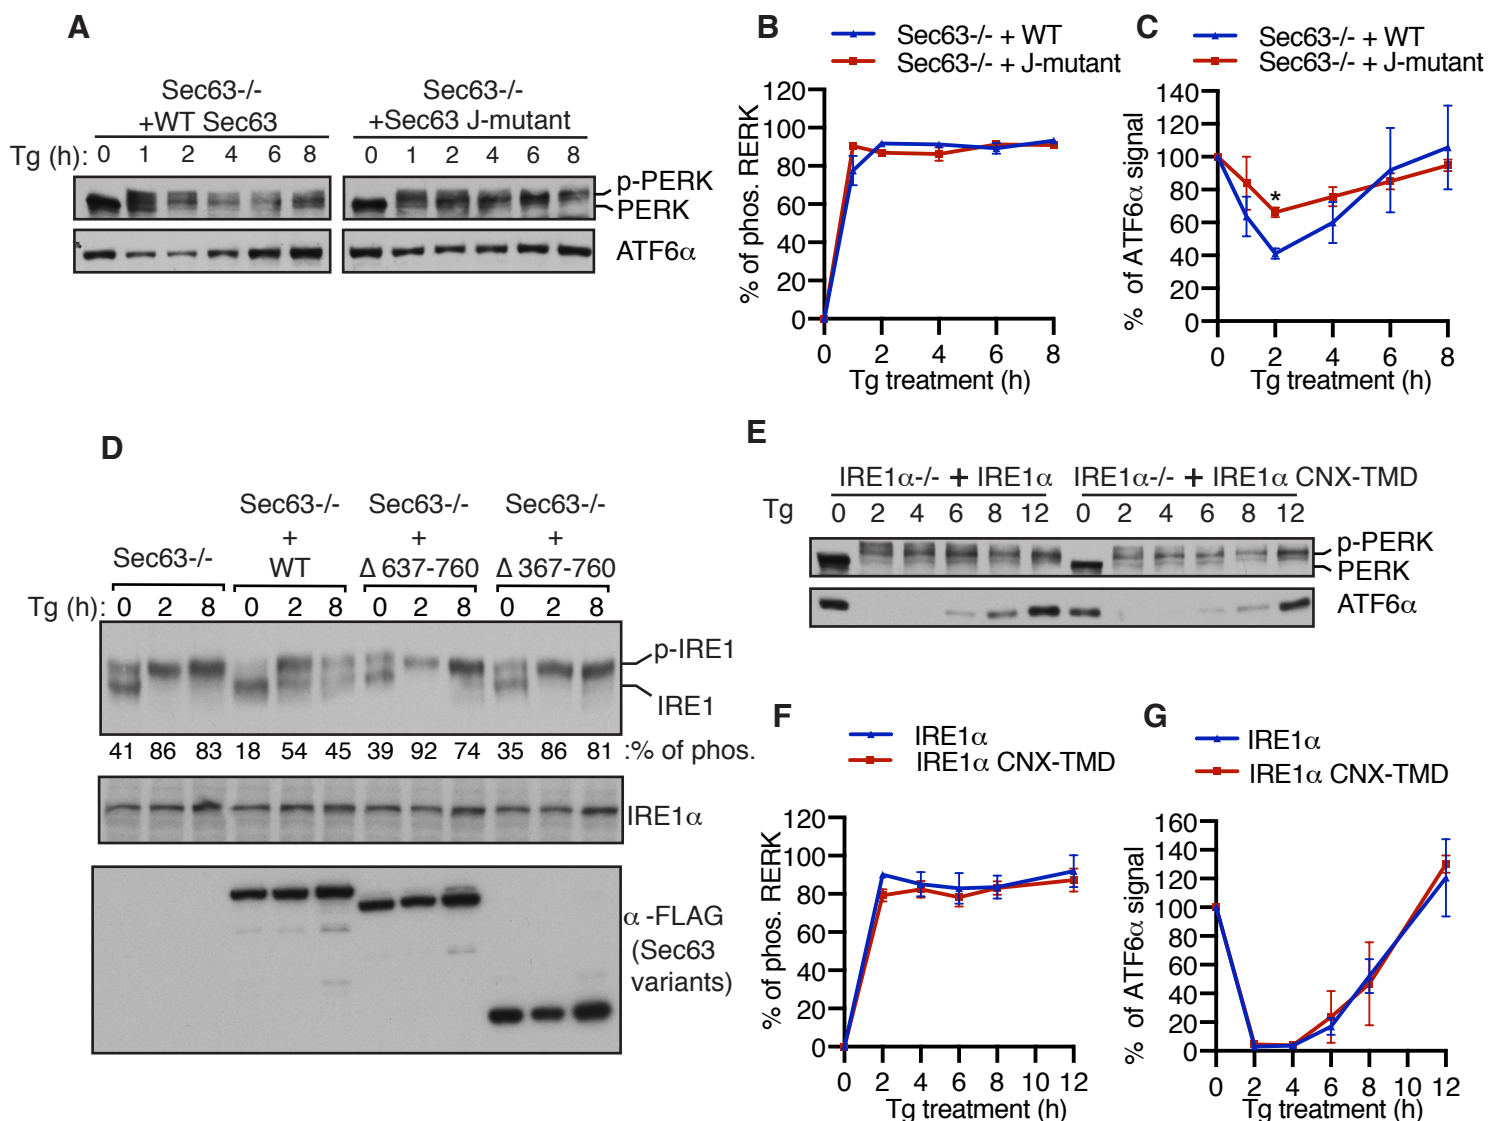 A
Sec63-/-
+WT Sec63
Sec63-/-
+Sec63 J-mutant
Tg (h): 0 1 2 4 6 8 0 1 2 4 6 8
p-PERK
PERK
ATF6α
B
Sec63-/- + WT
Sec63-/- + J-mutant
% of phos. RERK
120
100
80
60
40
20
0
0 2 4 6 8
Tg treatment (h)
C
Sec63-/- + WT
Sec63-/- + J-mutant
% of ATF6α signal
140
120
100
80
60
40
20
0
*
0 2 4 6 8
Tg treatment (h)
D
Sec63-/-
Sec63-/-
+
WT
Sec63-/-
+
Δ 637-760
Sec63-/-
+
Δ 367-760
Tg (h): 0 2 8 0 2 8 0 2 8 0 2 8
p-IRE1
IRE1
41 86 83 18 54 45 39 92 74 35 86 81 :% of phos.
IRE1α
α -FLAG
(Sec63
variants)
E
IRE1α-/- + IRE1α
IRE1α-/- + IRE1α CNX-TMD
Tg 0 2 4 6 8 12 0 2 4 6 8 12
p-PERK
PERK
ATF6α
F
IRE1α
IRE1α CNX-TMD
% of phos. RERK
120
100
80
60
40
20
0
0 2 4 6 8 10 12
Tg treatment (h)
G
IRE1α
IRE1α CNX-TMD
% of ATF6α signal
160
140
120
100
80
60
40
20
0
0 2 4 6 8 10 12
Tg treatment (h)